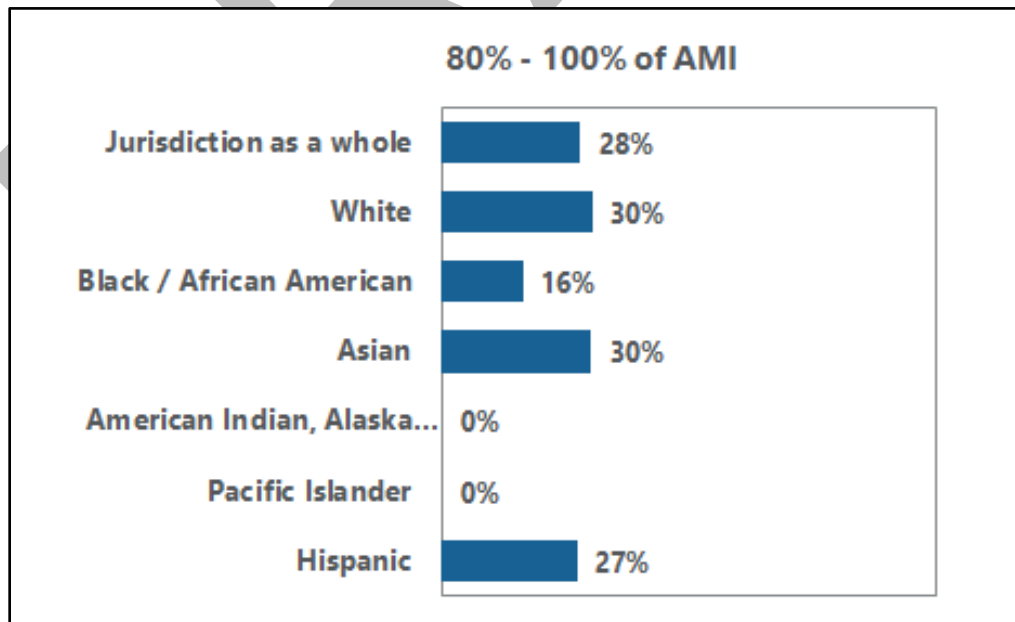 80% - 100% of AMI
Jurisdiction as a whole 28%
White 30%
Black / African American 16%
Asian 30%
American Indian, Alaska... 0%
Pacific Islander 0%
Hispanic 27%